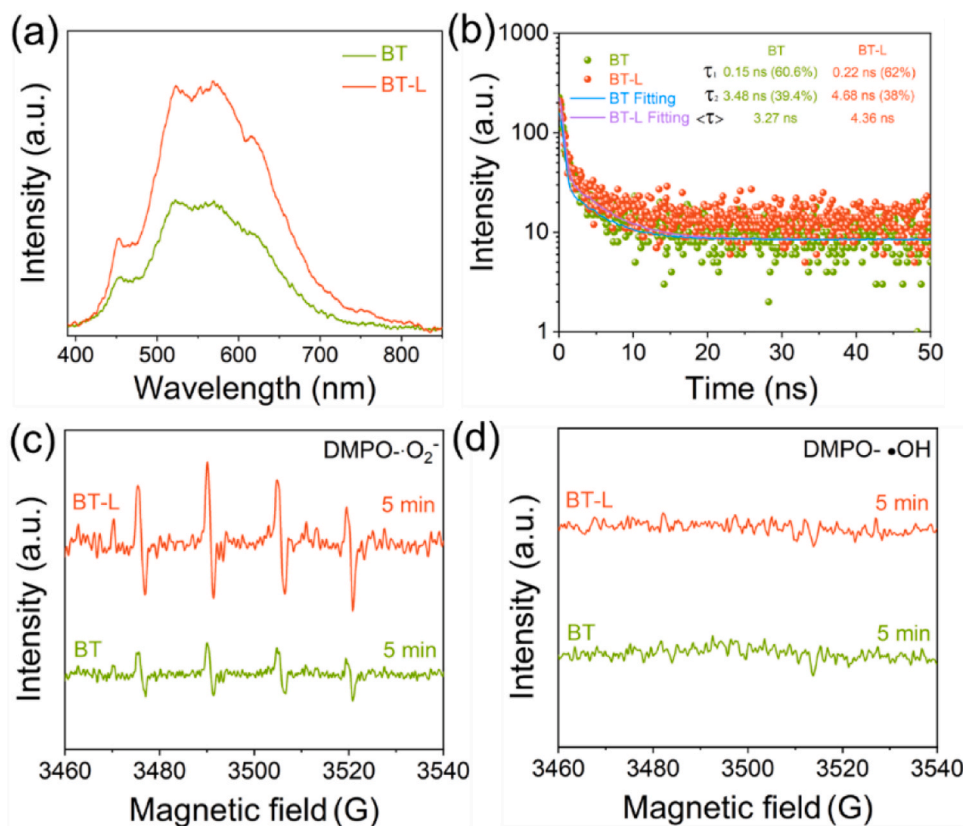 (a)
BT
BT-L
Intensity (a.u.)
400 500 600 700 800
Wavelength (nm)
(b)
1000
100
10
1
Intensity (a.u.)
BT
BT-L
BT Fitting
BT-L Fitting
BT BT-L
τ1 0.15 ns (60.6%) 0.22 ns (62%)
τ2 3.48 ns (39.4%) 4.68 ns (38%)
<τ> 3.27 ns 4.36 ns
0 10 20 30 40 50
Time (ns)
(c)
DMPO-·O₂⁻
BT-L 5 min
BT 5 min
Intensity (a.u.)
3460 3480 3500 3520 3540
Magnetic field (G)
(d)
DMPO- •OH
BT-L 5 min
BT 5 min
Intensity (a.u.)
3460 3480 3500 3520 3540
Magnetic field (G)